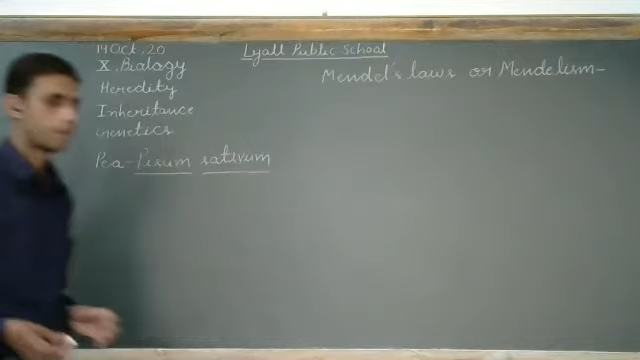 14 Oct, 20
Lyall Public School
X. Biology
Mendel's laws or Mendelism-
Heredity
Inheritance
Genetics
Pea - Pisum sativum